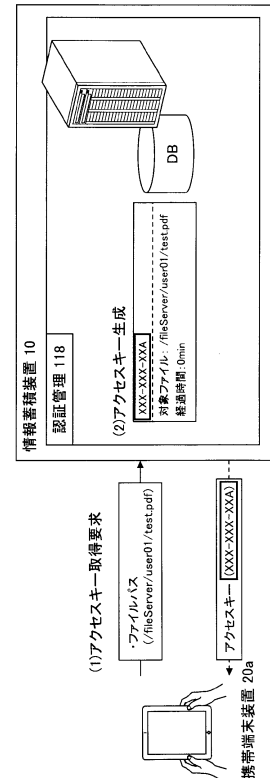 情報蓄積装置 10
認証管理 118
(2)アクセスキー生成
XXX-XXX-XXA
対象ファイル:/fileServer/user01/test.pdf
経過時間:0min
DB
(1)アクセスキー取得要求
・ファイルパス
(/fileServer/user01/test.pdf)
アクセスキー(XXX-XXX-XXA)
携帯端末装置 20a